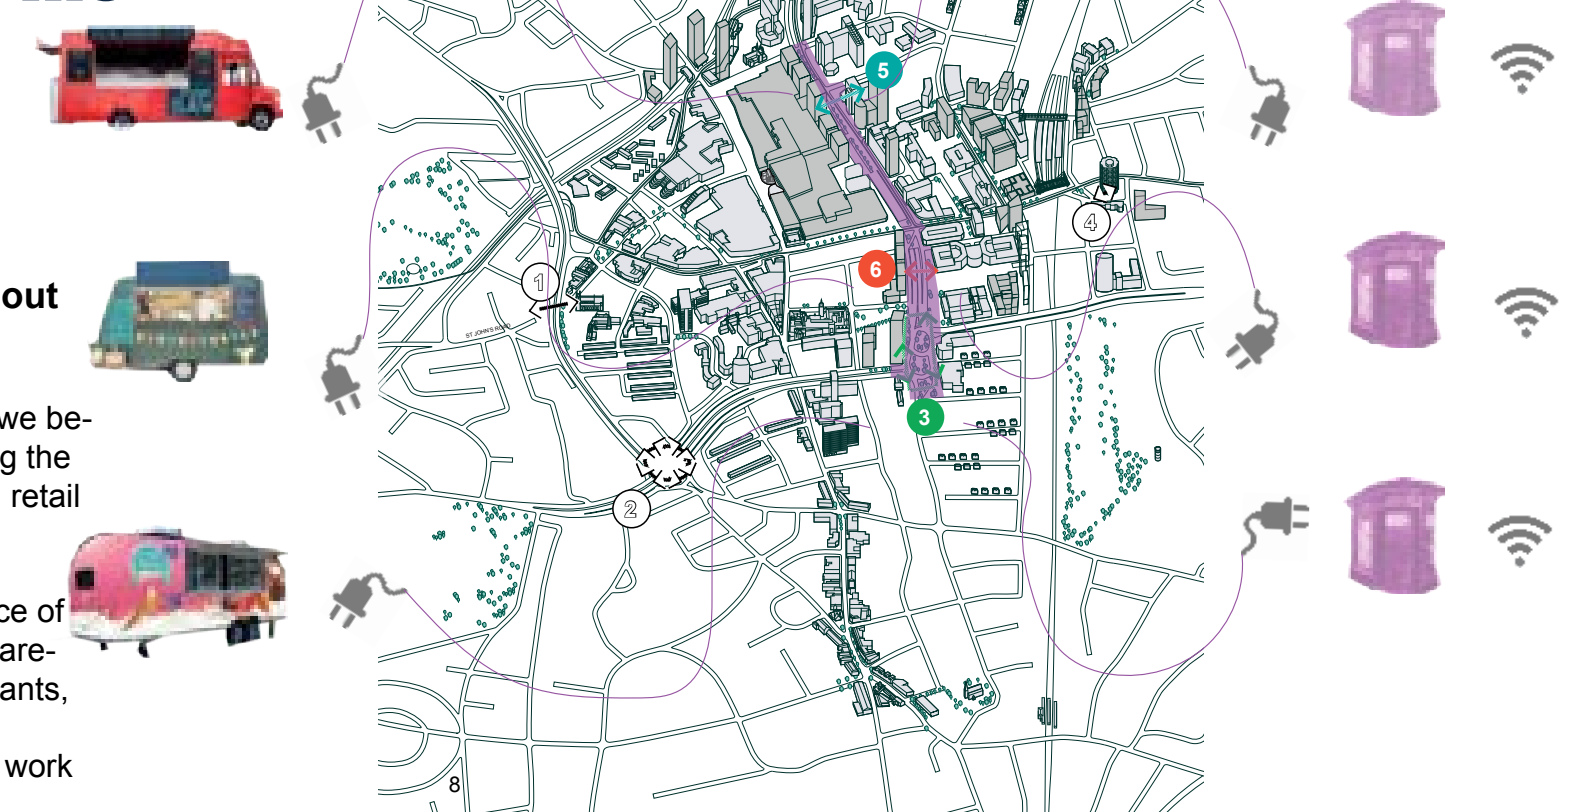 out
we be-
g the
retail
ce of
are-
ants,
work
5
4
6
1
ST JOHN'S ROAD
3
2
8